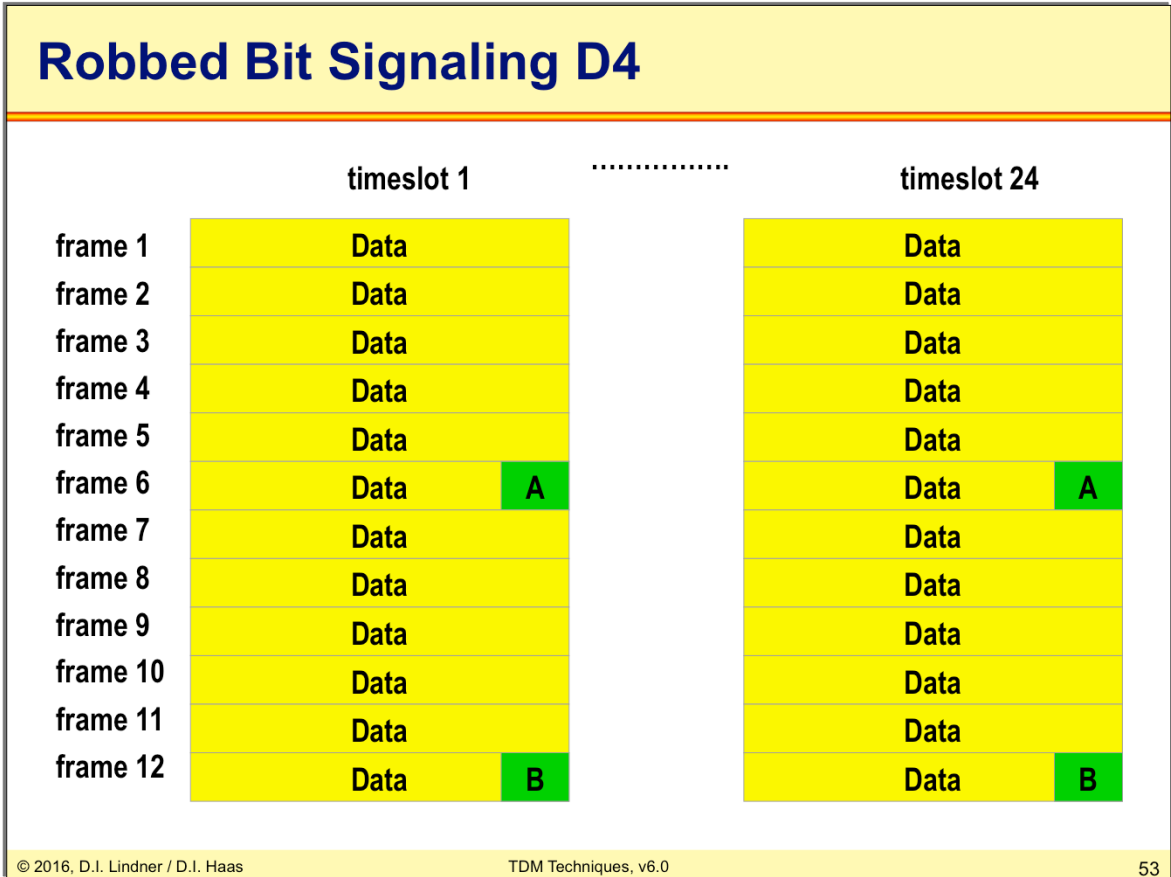 Robbed Bit Signaling D4
timeslot 1 ................ timeslot 24
frame 1 Data Data
frame 2 Data Data
frame 3 Data Data
frame 4 Data Data
frame 5 Data Data
frame 6 Data A Data A
frame 7 Data Data
frame 8 Data Data
frame 9 Data Data
frame 10 Data Data
frame 11 Data Data
frame 12 Data B Data B
© 2016, D.I. Lindner / D.I. Haas TDM Techniques, v6.0 53